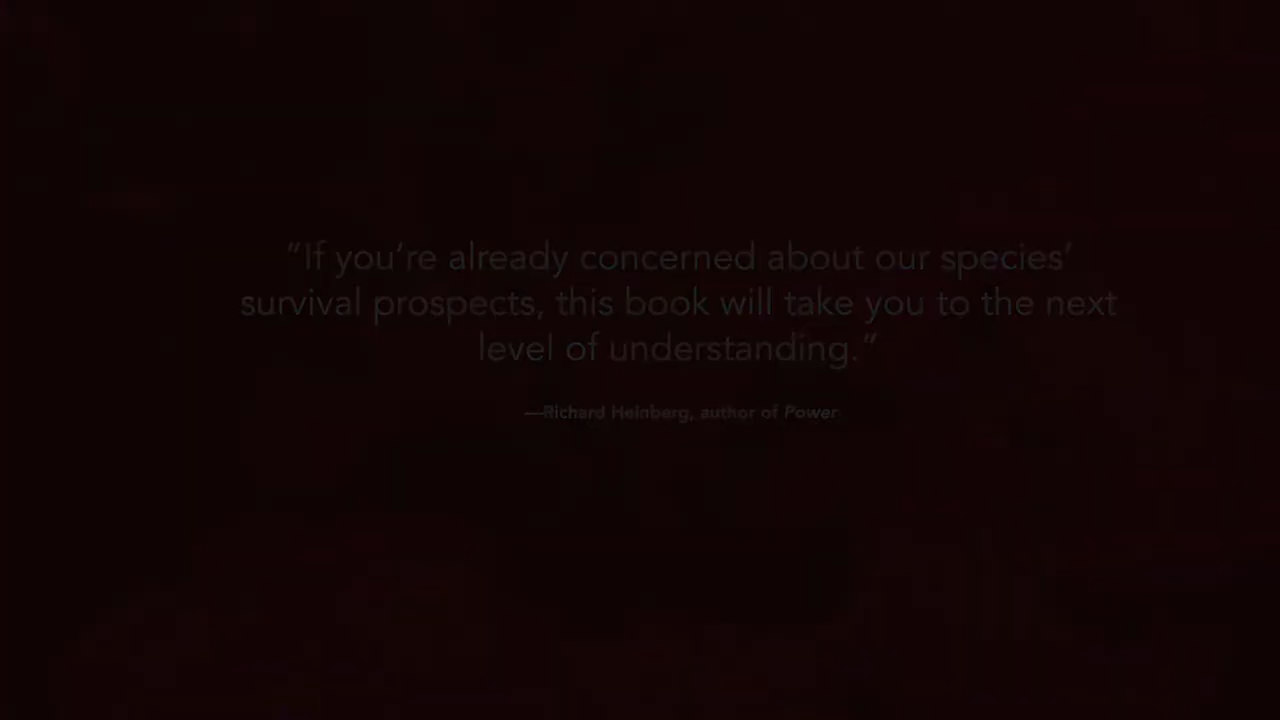 “If you’re already concerned about our species’
survival prospects, this book will take you to the next
level of understanding.”
—Richard Heinberg, author of Power